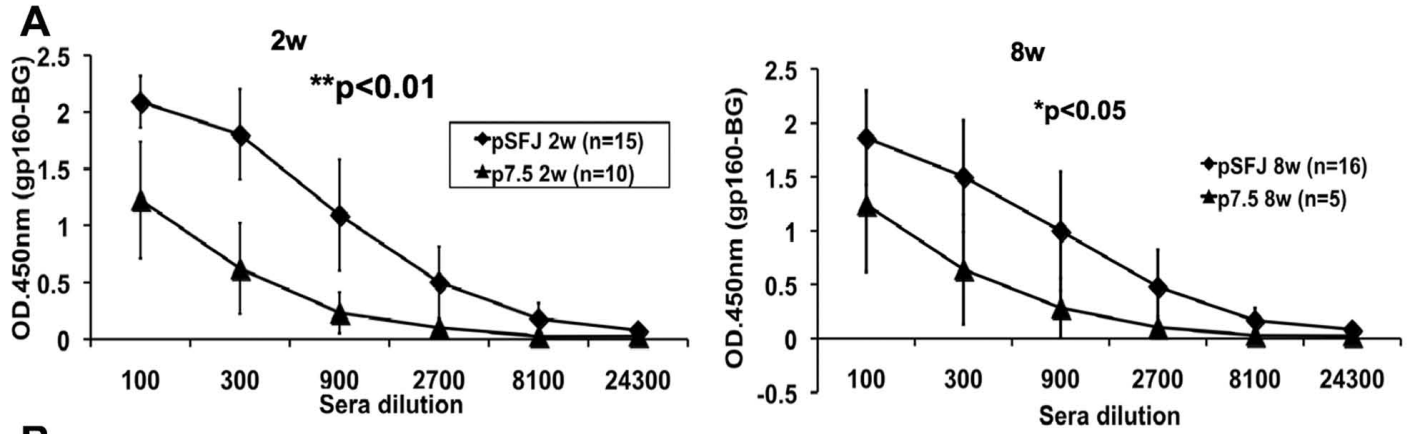 A
2w
**p<0.01
OD.450nm (gp160-BG)
2.5
2
1.5
1
0.5
0
pSFJ 2w (n=15)
p7.5 2w (n=10)
100 300 900 2700 8100 24300
Sera dilution
8w
*p<0.05
OD.450nm (gp160-BG)
2.5
2
1.5
1
0.5
0
-0.5
pSFJ 8w (n=16)
p7.5 8w (n=5)
100 300 900 2700 8100 24300
Sera dilution